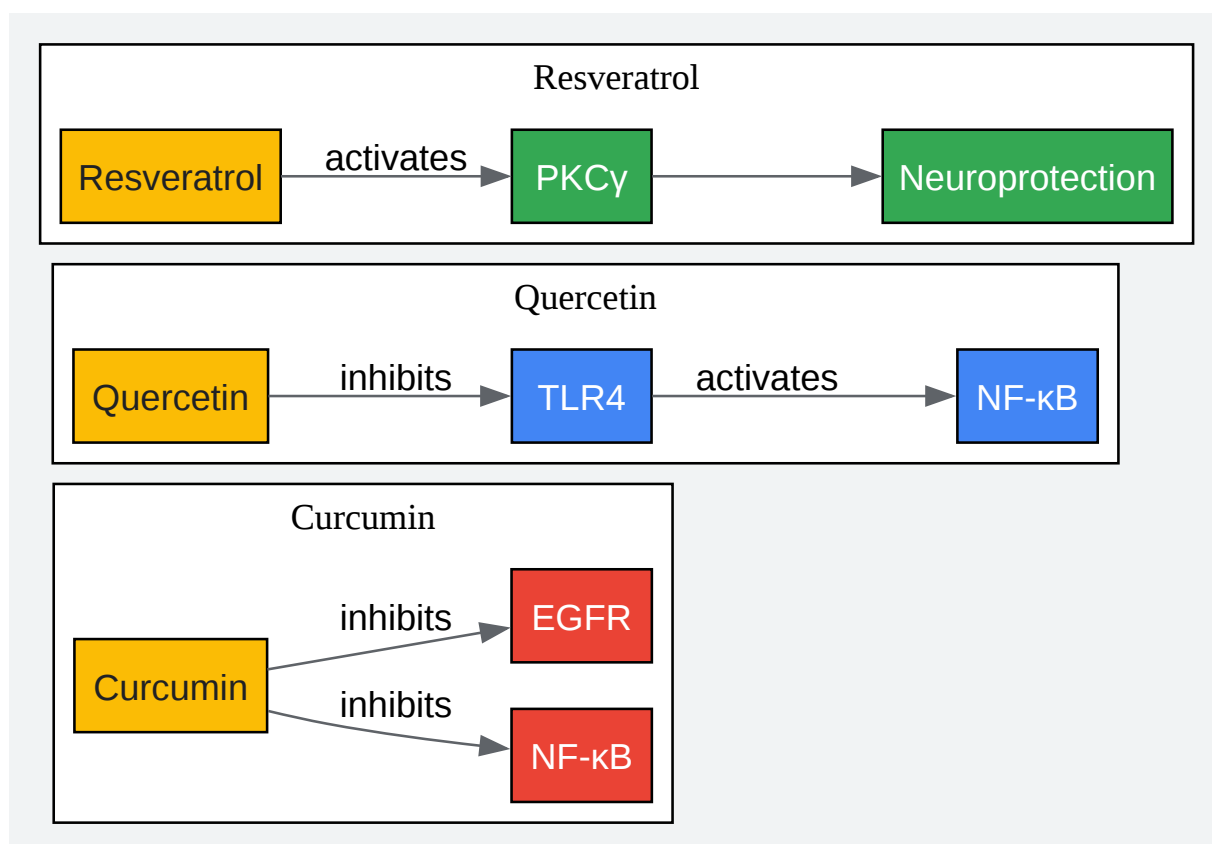 Resveratrol
Resveratrol
activates
PKCγ
Neuroprotection
Quercetin
Quercetin
inhibits
TLR4
activates
NF-κB
Curcumin
Curcumin
inhibits
EGFR
inhibits
NF-κB